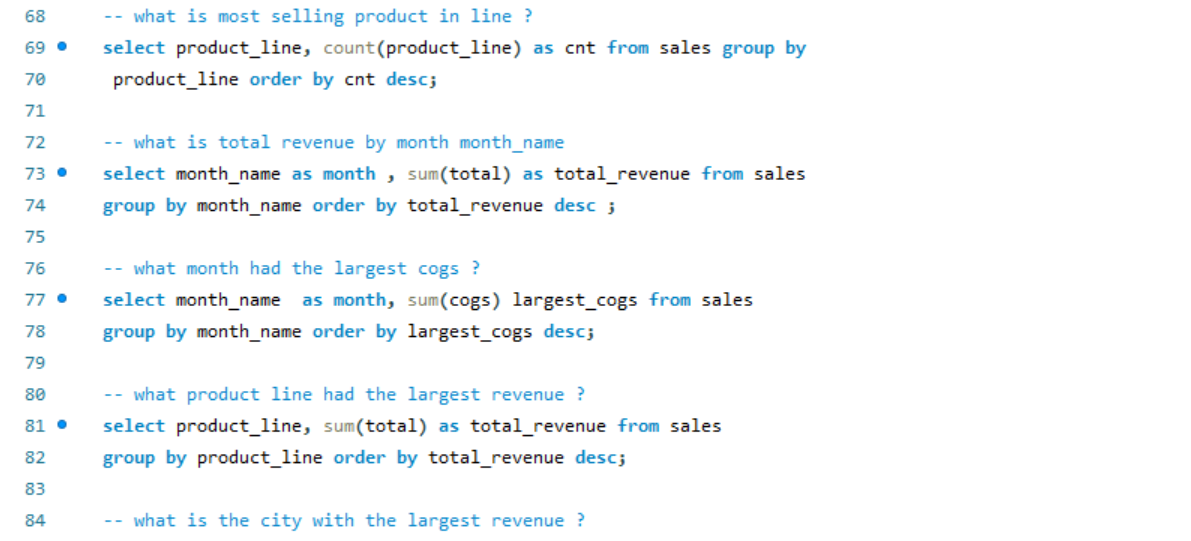 68 -- what is most selling product in line ?
69 select product_line, count(product_line) as cnt from sales group by
70 product_line order by cnt desc;
71
72 -- what is total revenue by month month_name
73 select month_name as month , sum(total) as total_revenue from sales
74 group by month_name order by total_revenue desc ;
75
76 -- what month had the largest cogs ?
77 select month_name  as month, sum(cogs) largest_cogs from sales
78 group by month_name order by largest_cogs desc;
79
80 -- what product line had the largest revenue ?
81 select product_line, sum(total) as total_revenue from sales
82 group by product_line order by total_revenue desc;
83
84 -- what is the city with the largest revenue ?